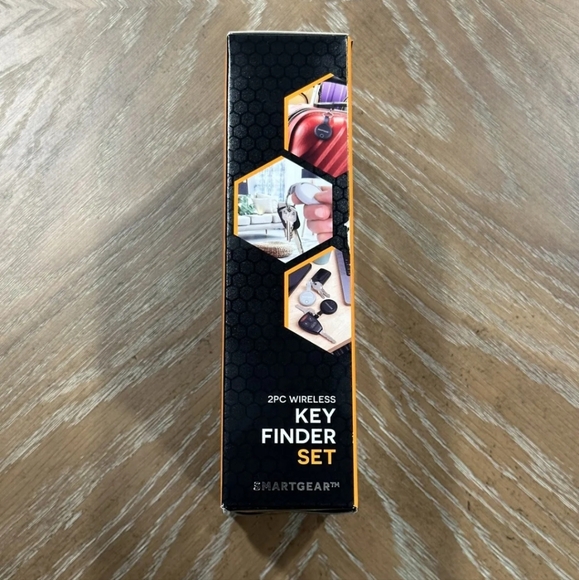 2PC WIRELESS
KEY
FINDER
SET
SMARTGEAR™